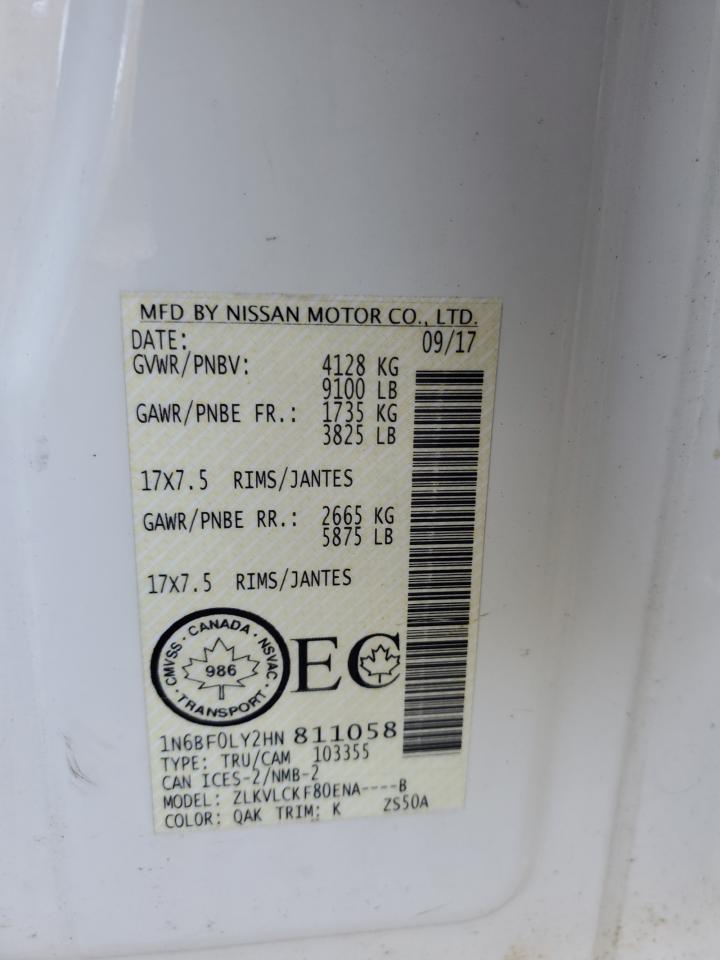 MFD BY NISSAN MOTOR CO., LTD.
DATE: 09/17
GVWR/PNBV: 4128 KG
9100 LB
GAWR/PNBE FR.: 1735 KG
3825 LB
17X7.5 RIMS/JANTES
GAWR/PNBE RR.: 2665 KG
5875 LB
17X7.5 RIMS/JANTES
CMVSS · CANADA · NSVAC · TRANSPORT ·
986
EC
1N6BF0LY2HN 811058
TYPE: TRU/CAM 103355
CAN ICES-2/NMB-2
MODEL: ZLKVLCKF80ENA----B
COLOR: QAK TRIM: K ZS50A